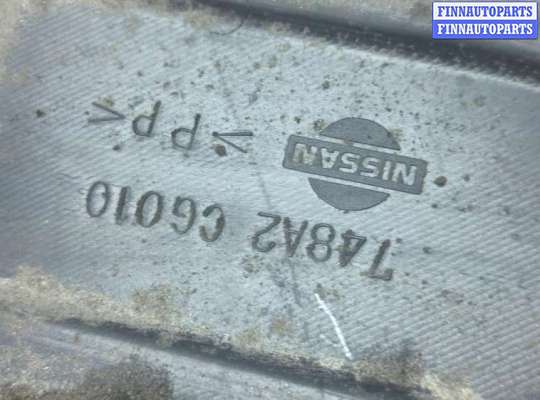 FINNAUTOPARTS
FINNAUTOPARTS
NISSAN
>PP<
748A2 CG010